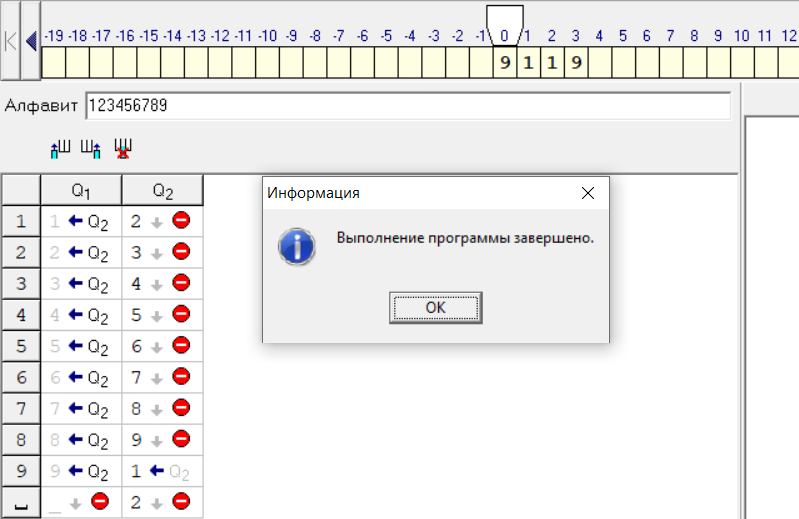 -19 -18 -17 -16 -15 -14 -13 -12 -11 -10 -9 -8 -7 -6 -5 -4 -3 -2 -1 0 1 2 3 4 5 6 7 8 9 10 11 12
9 1 1 9
Алфавит 123456789
Q1 Q2
1 1 Q2 2
2 2 Q2 3
3 3 Q2 4
4 4 Q2 5
5 5 Q2 6
6 6 Q2 7
7 7 Q2 8
8 8 Q2 9
9 9 Q2 1 Q2
_ 2
Информация
Выполнение программы завершено.
OK